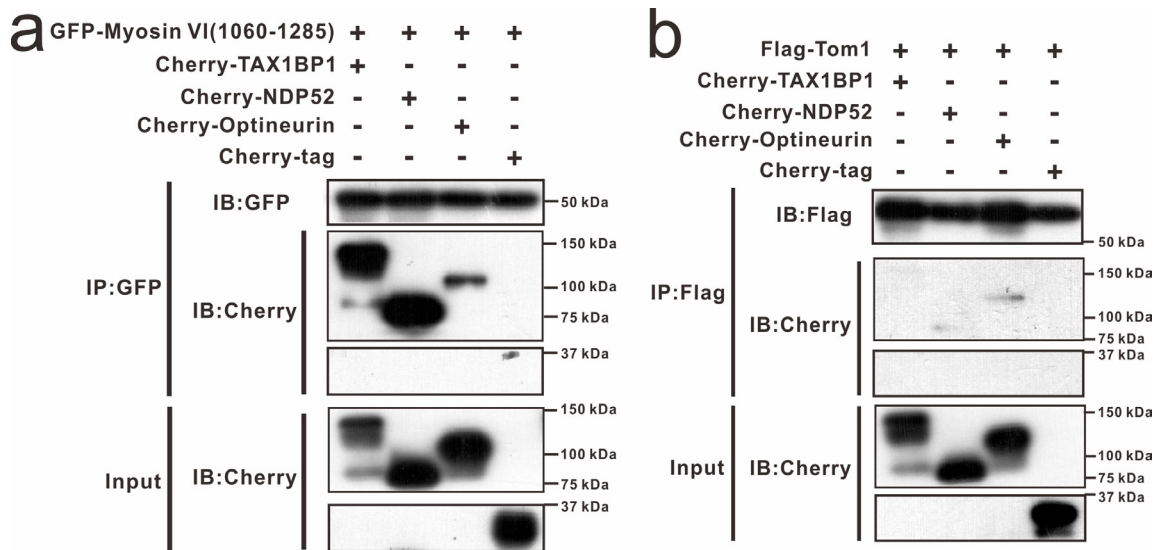 a
GFP-Myosin VI(1060-1285) + + + +
Cherry-TAX1BP1 + - - -
Cherry-NDP52 - + - -
Cherry-Optineurin - - + -
Cherry-tag - - - +
IP:GFP
IB:GFP
50 kDa
IB:Cherry
150 kDa
100 kDa
75 kDa
37 kDa
Input
IB:Cherry
150 kDa
100 kDa
75 kDa
37 kDa
b
Flag-Tom1 + + + +
Cherry-TAX1BP1 + - - -
Cherry-NDP52 - + - -
Cherry-Optineurin - - + -
Cherry-tag - - - +
IP:Flag
IB:Flag
50 kDa
IB:Cherry
150 kDa
100 kDa
75 kDa
37 kDa
Input
IB:Cherry
150 kDa
100 kDa
75 kDa
37 kDa